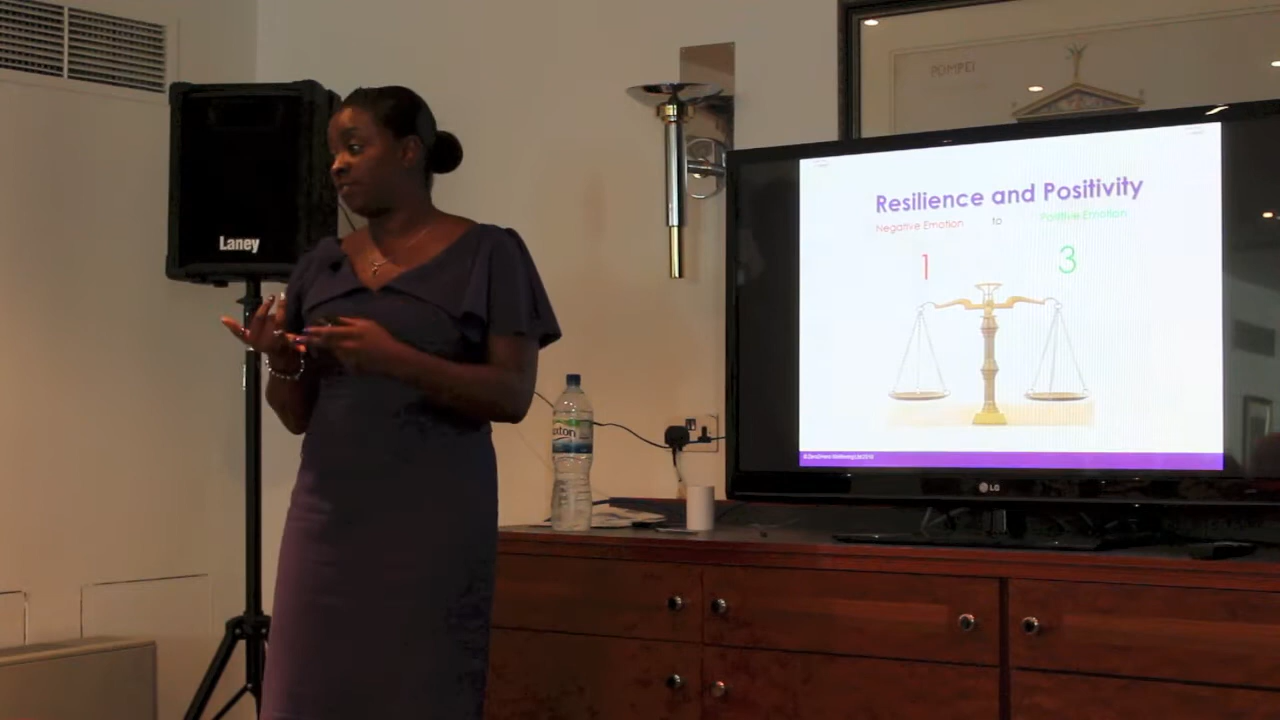 POMPEI
Laney
Resilience and Positivity
Negative Emotion to Positive Emotion
1 3
LG